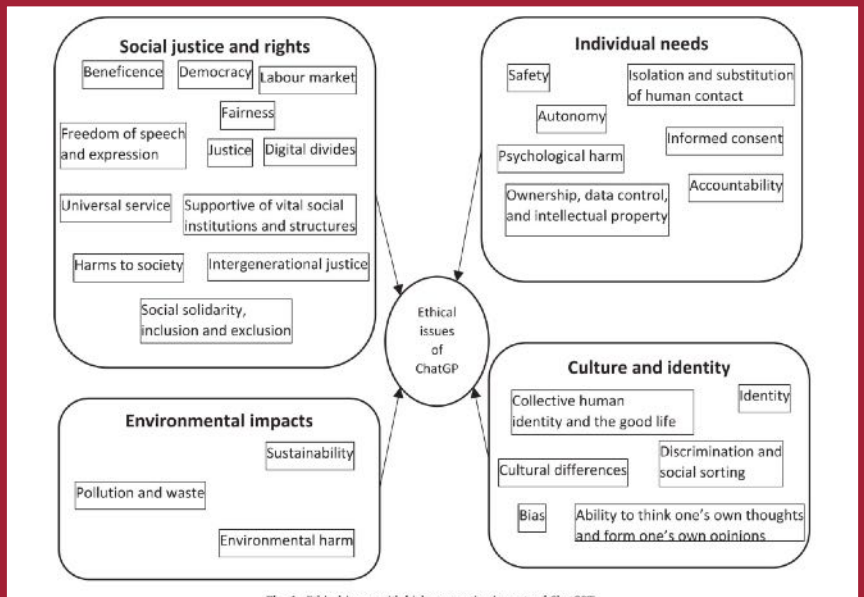 Social justice and rights
Beneficence
Democracy
Labour market
Fairness
Freedom of speech
and expression
Justice
Digital divides
Universal service
Supportive of vital social
institutions and structures
Harms to society
Intergenerational justice
Social solidarity,
inclusion and exclusion
Individual needs
Safety
Isolation and substitution
of human contact
Autonomy
Informed consent
Psychological harm
Accountability
Ownership, data control,
and intellectual property
Ethical
issues
of
ChatGP
Environmental impacts
Sustainability
Pollution and waste
Environmental harm
Culture and identity
Collective human
identity and the good life
Identity
Cultural differences
Discrimination and
social sorting
Bias
Ability to think one's own thoughts
and form one's own opinions